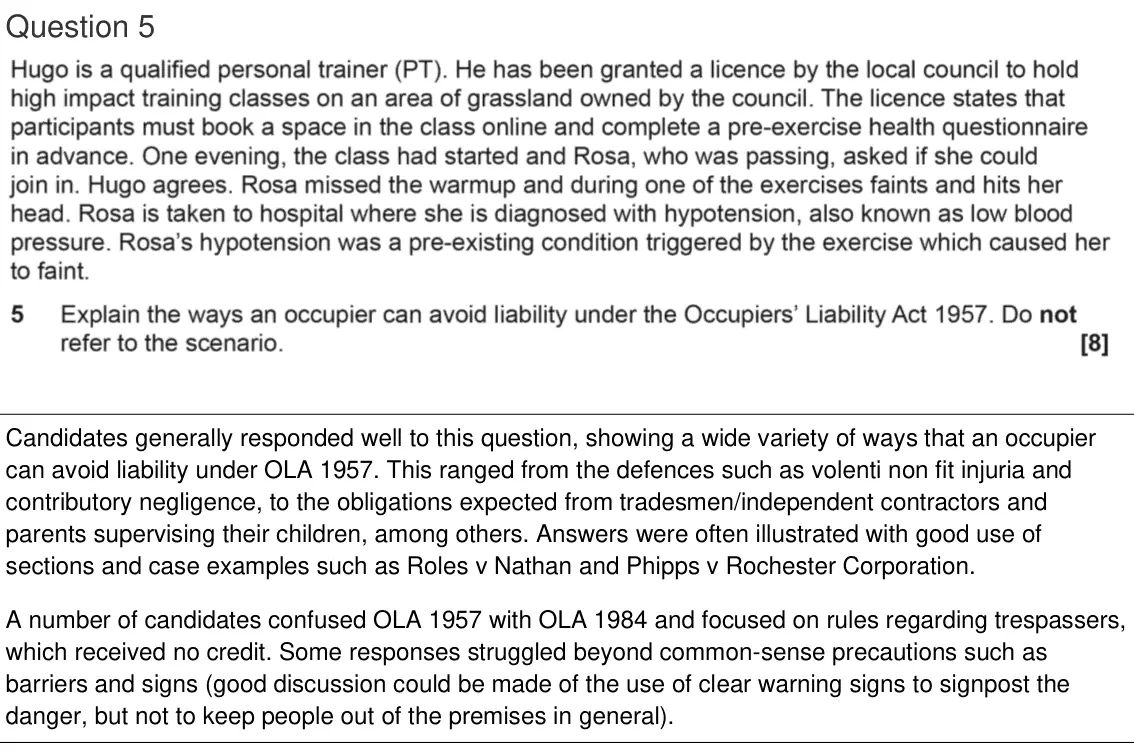 Question 5
Hugo is a qualified personal trainer (PT). He has been granted a licence by the local council to hold
high impact training classes on an area of grassland owned by the council. The licence states that
participants must book a space in the class online and complete a pre-exercise health questionnaire
in advance. One evening, the class had started and Rosa, who was passing, asked if she could
join in. Hugo agrees. Rosa missed the warmup and during one of the exercises faints and hits her
head. Rosa is taken to hospital where she is diagnosed with hypotension, also known as low blood
pressure. Rosa's hypotension was a pre-existing condition triggered by the exercise which caused her
to faint.
5 Explain the ways an occupier can avoid liability under the Occupiers' Liability Act 1957. Do not
refer to the scenario. [8]
Candidates generally responded well to this question, showing a wide variety of ways that an occupier
can avoid liability under OLA 1957. This ranged from the defences such as volenti non fit injuria and
contributory negligence, to the obligations expected from tradesmen/independent contractors and
parents supervising their children, among others. Answers were often illustrated with good use of
sections and case examples such as Roles v Nathan and Phipps v Rochester Corporation.
A number of candidates confused OLA 1957 with OLA 1984 and focused on rules regarding trespassers,
which received no credit. Some responses struggled beyond common-sense precautions such as
barriers and signs (good discussion could be made of the use of clear warning signs to signpost the
danger, but not to keep people out of the premises in general).